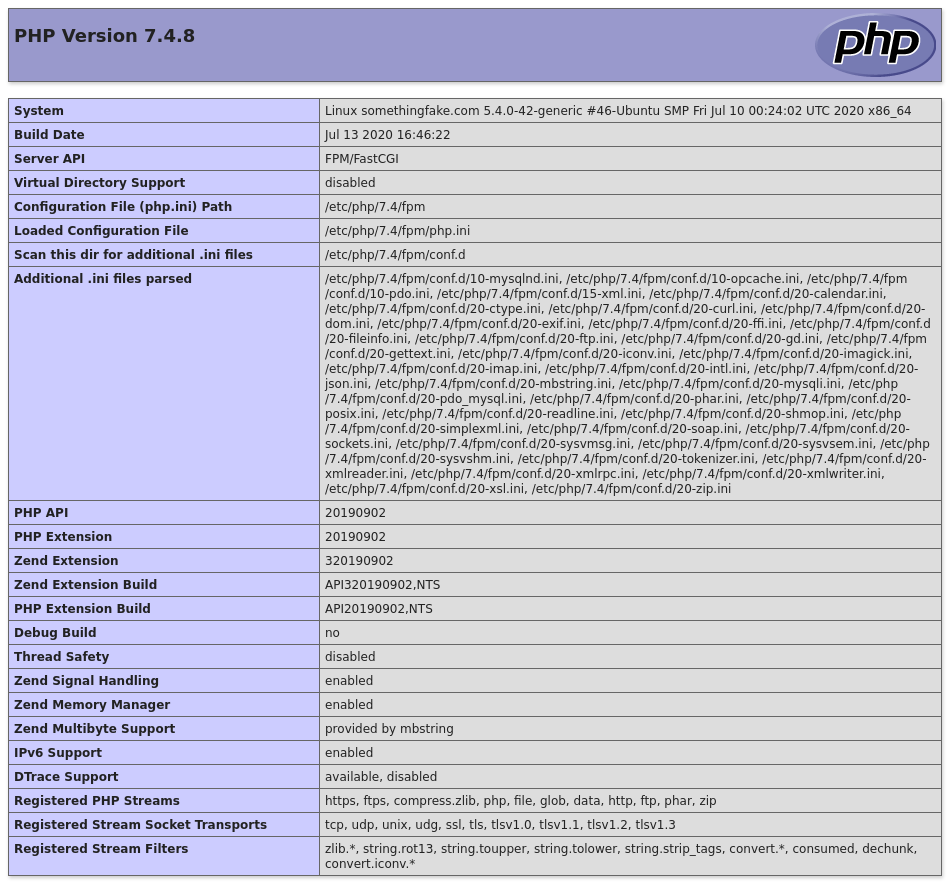 PHP Version 7.4.8
php
System Linux somethingfake.com 5.4.0-42-generic #46-Ubuntu SMP Fri Jul 10 00:24:02 UTC 2020 x86_64
Build Date Jul 13 2020 16:46:22
Server API FPM/FastCGI
Virtual Directory Support disabled
Configuration File (php.ini) Path /etc/php/7.4/fpm
Loaded Configuration File /etc/php/7.4/fpm/php.ini
Scan this dir for additional .ini files /etc/php/7.4/fpm/conf.d
Additional .ini files parsed /etc/php/7.4/fpm/conf.d/10-mysqlnd.ini, /etc/php/7.4/fpm/conf.d/10-opcache.ini, /etc/php/7.4/fpm
/conf.d/10-pdo.ini, /etc/php/7.4/fpm/conf.d/15-xml.ini, /etc/php/7.4/fpm/conf.d/20-calendar.ini,
/etc/php/7.4/fpm/conf.d/20-ctype.ini, /etc/php/7.4/fpm/conf.d/20-curl.ini, /etc/php/7.4/fpm/conf.d/20-
dom.ini, /etc/php/7.4/fpm/conf.d/20-exif.ini, /etc/php/7.4/fpm/conf.d/20-ffi.ini, /etc/php/7.4/fpm/conf.d
/20-fileinfo.ini, /etc/php/7.4/fpm/conf.d/20-ftp.ini, /etc/php/7.4/fpm/conf.d/20-gd.ini, /etc/php/7.4/fpm
/conf.d/20-gettext.ini, /etc/php/7.4/fpm/conf.d/20-iconv.ini, /etc/php/7.4/fpm/conf.d/20-imagick.ini,
/etc/php/7.4/fpm/conf.d/20-imap.ini, /etc/php/7.4/fpm/conf.d/20-intl.ini, /etc/php/7.4/fpm/conf.d/20-
json.ini, /etc/php/7.4/fpm/conf.d/20-mbstring.ini, /etc/php/7.4/fpm/conf.d/20-mysqli.ini, /etc/php
/7.4/fpm/conf.d/20-pdo_mysql.ini, /etc/php/7.4/fpm/conf.d/20-phar.ini, /etc/php/7.4/fpm/conf.d/20-
posix.ini, /etc/php/7.4/fpm/conf.d/20-readline.ini, /etc/php/7.4/fpm/conf.d/20-shmop.ini, /etc/php
/7.4/fpm/conf.d/20-simplexml.ini, /etc/php/7.4/fpm/conf.d/20-soap.ini, /etc/php/7.4/fpm/conf.d/20-
sockets.ini, /etc/php/7.4/fpm/conf.d/20-sysvmsg.ini, /etc/php/7.4/fpm/conf.d/20-sysvsem.ini, /etc/php
/7.4/fpm/conf.d/20-sysvshm.ini, /etc/php/7.4/fpm/conf.d/20-tokenizer.ini, /etc/php/7.4/fpm/conf.d/20-
xmlreader.ini, /etc/php/7.4/fpm/conf.d/20-xmlrpc.ini, /etc/php/7.4/fpm/conf.d/20-xmlwriter.ini,
/etc/php/7.4/fpm/conf.d/20-xsl.ini, /etc/php/7.4/fpm/conf.d/20-zip.ini
PHP API 20190902
PHP Extension 20190902
Zend Extension 320190902
Zend Extension Build API320190902,NTS
PHP Extension Build API20190902,NTS
Debug Build no
Thread Safety disabled
Zend Signal Handling enabled
Zend Memory Manager enabled
Zend Multibyte Support provided by mbstring
IPv6 Support enabled
DTrace Support available, disabled
Registered PHP Streams https, ftps, compress.zlib, php, file, glob, data, http, ftp, phar, zip
Registered Stream Socket Transports tcp, udp, unix, udg, ssl, tls, tlsv1.0, tlsv1.1, tlsv1.2, tlsv1.3
Registered Stream Filters zlib.*, string.rot13, string.toupper, string.tolower, string.strip_tags, convert.*, consumed, dechunk,
convert.iconv.*